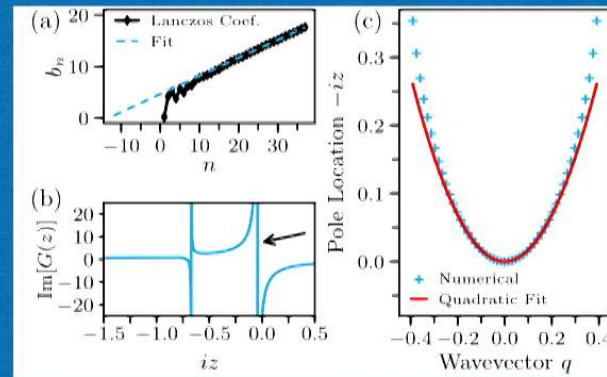 (a)
20
10
0
b_n
Lanczos Coef.
Fit
−10 0 10 20 30
n
(b)
20
10
0
−10
−20
Im[G(z)]
−1.5 −1.0 −0.5 0.0 0.5
iz
(c)
0.3
0.2
0.1
0.0
Pole Location −iz
Numerical
Quadratic Fit
−0.4 −0.2 0.0 0.2 0.4
Wavevector q